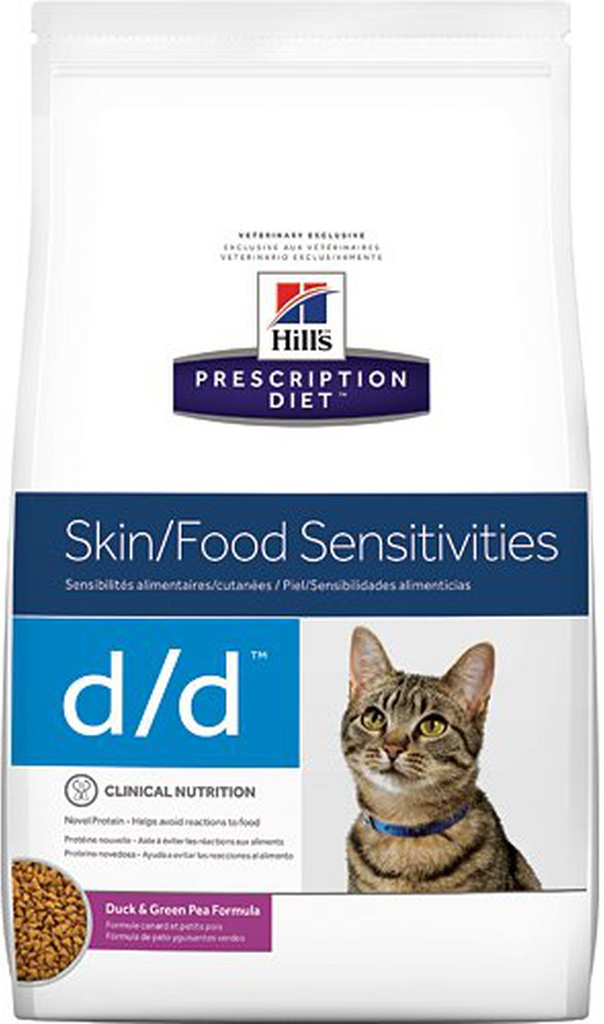 VETERINARY EXCLUSIVE
EXCLUSIVE AUX VÉTÉRINAIRES
VETERINARIO EXCLUSIVAMENTE
Hill's
PRESCRIPTION
DIET™
Skin/Food Sensitivities
Sensibilités alimentaires/cutanées / Piel/Sensibilidades alimenticias
d/d™
CLINICAL NUTRITION
Novel Protein - Helps avoid reactions to food
Protéine nouvelle - Aide à éviter les réactions aux aliments
Proteína novedosa - Ayuda a evitar las reacciones al alimento
Duck & Green Pea Formula
Formule canard et petits pois
Fórmula de pato y guisantes verdes